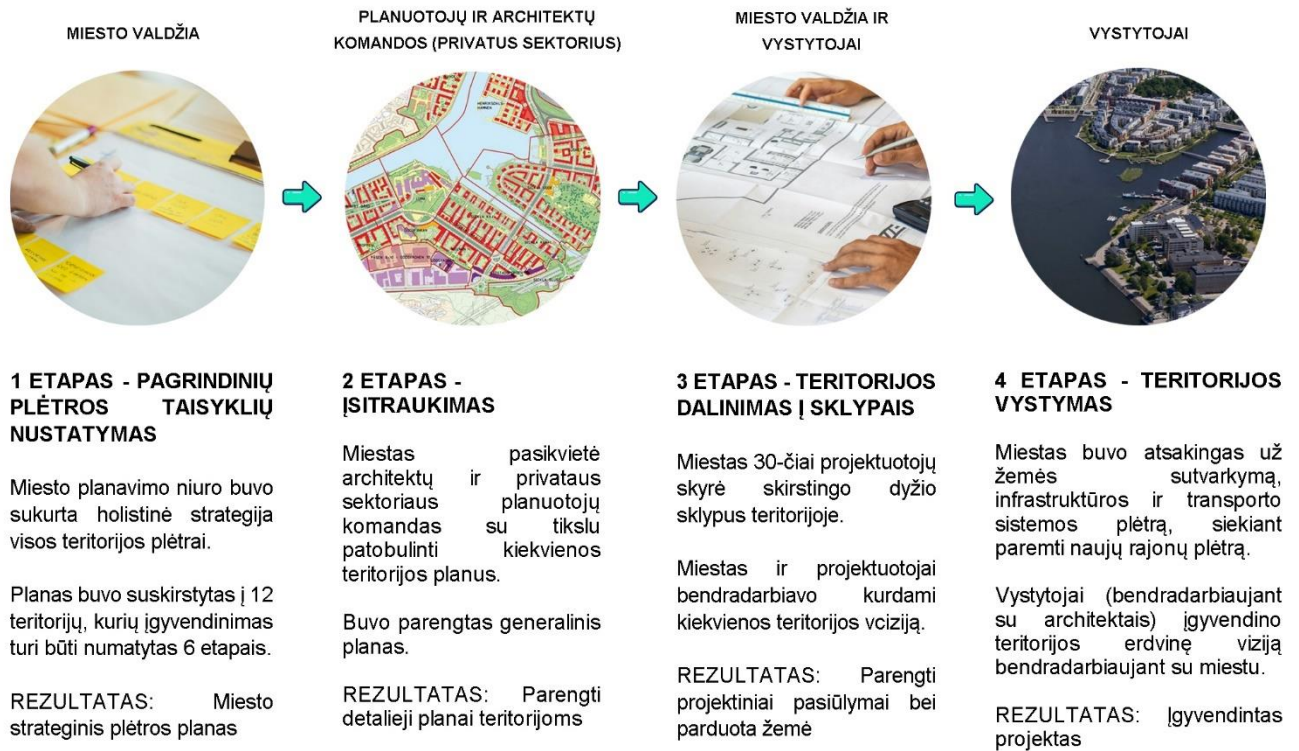 MIESTO VALDŽIA
PLANUOTOJŲ IR ARCHITEKTŲ
KOMANDOS (PRIVATUS SEKTORIUS)
MIESTO VALDŽIA IR
VYSTYTOJAI
VYSTYTOJAI
1 ETAPAS - PAGRINDINIŲ
PLĖTROS TAISYKLIŲ
NUSTATYMAS
Miesto planavimo niuro buvo
sukurta holistinė strategija
visos teritorijos plėtrai.
Planas buvo suskirstytas į 12
teritorijų, kurių įgyvendinimas
turi būti numatytas 6 etapais.
REZULTATAS: Miesto
strateginis plėtros planas
2 ETAPAS -
ĮSITRAUKIMAS
Miestas pasikvietė
architektų ir privataus
sektoriaus planuotojų
komandas su tikslu
patobulinti kiekvienos
teritorijos planus.
Buvo parengtas generalinis
planas.
REZULTATAS: Parengti
detalieji planai teritorijoms
3 ETAPAS - TERITORIJOS
DALINIMAS Į SKLYPAIS
Miestas 30-čiai projektuotojų
skyrė skirstingo dyžio
sklypus teritorijoje.
Miestas ir projektuotojai
bendradarbiavo kurdami
kiekvienos teritorijos vciziją.
REZULTATAS: Parengti
projektiniai pasiūlymai bei
parduota žemė
4 ETAPAS - TERITORIJOS
VYSTYMAS
Miestas buvo atsakingas už
žemės sutvarkymą,
infrastruktūros ir transporto
sistemos plėtrą, siekiant
paremti naujų rajonų plėtrą.
Vystytojai (bendradarbiaujant
su architektais) įgyvendino
teritorijos erdvinę viziją
bendradarbiaujant su miestu.
REZULTATAS: Įgyvendintas
projektas